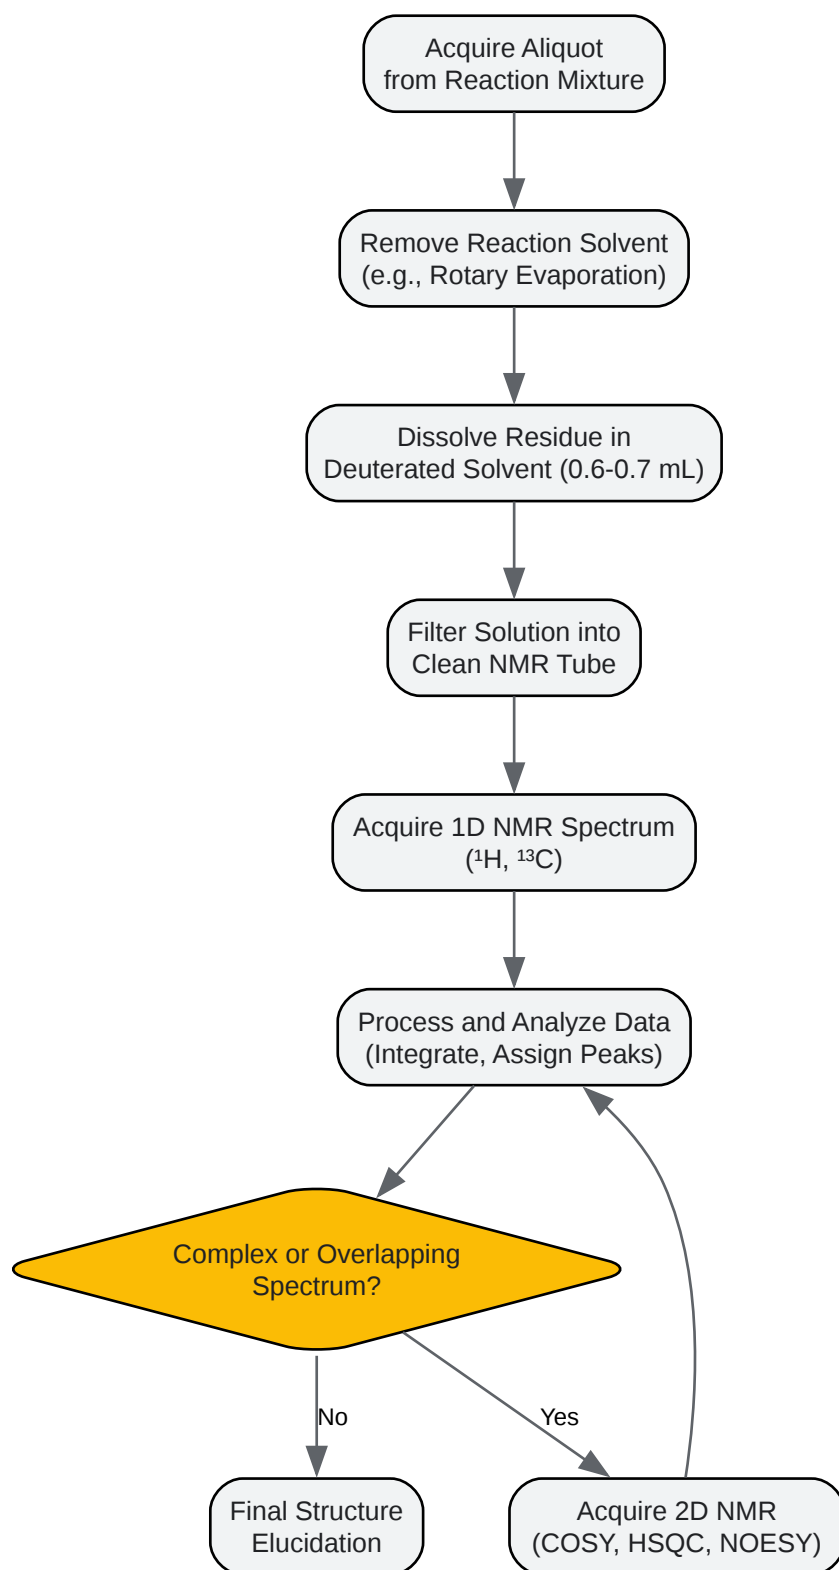 Acquire Aliquot
from Reaction Mixture
Remove Reaction Solvent
(e.g., Rotary Evaporation)
Dissolve Residue in
Deuterated Solvent (0.6-0.7 mL)
Filter Solution into
Clean NMR Tube
Acquire 1D NMR Spectrum
(¹H, ¹³C)
Process and Analyze Data
(Integrate, Assign Peaks)
Complex or Overlapping
Spectrum?
No
Yes
Final Structure
Elucidation
Acquire 2D NMR
(COSY, HSQC, NOESY)